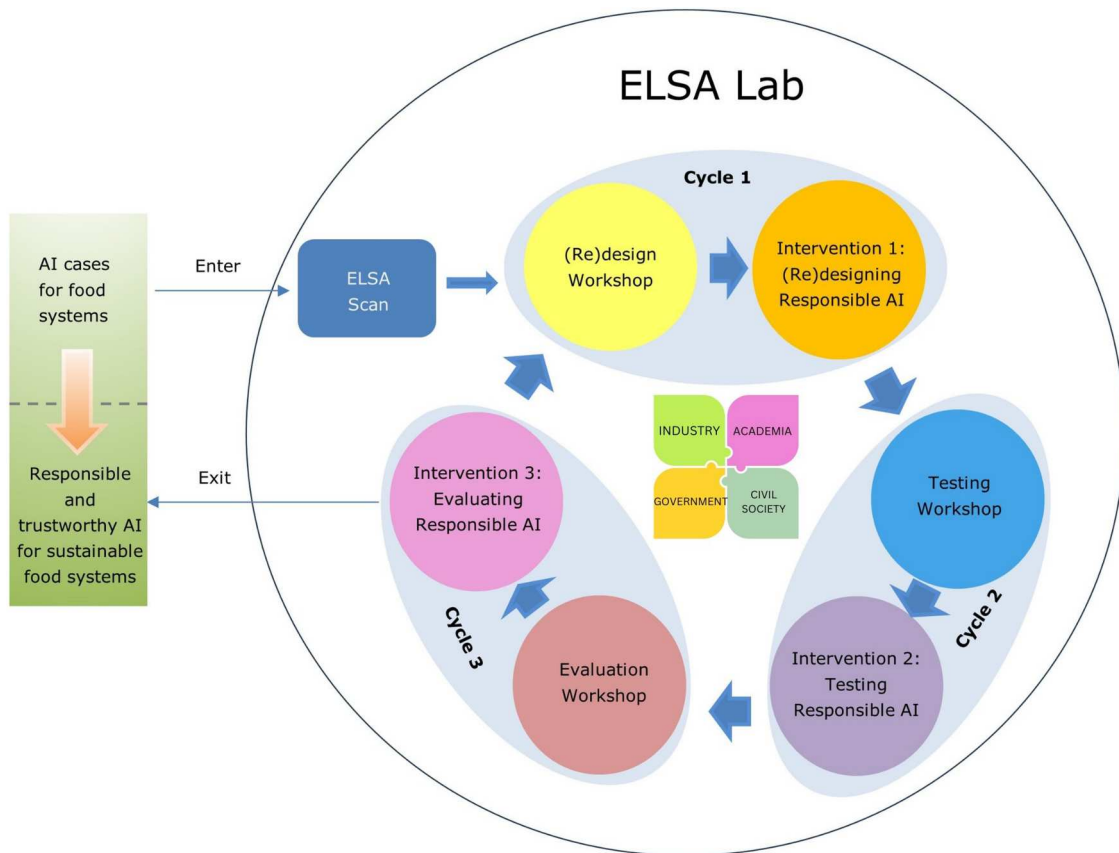 ELSA Lab
AI cases
for food
systems
Responsible
and
trustworthy AI
for sustainable
food systems
Enter
Exit
ELSA
Scan
Cycle 1
(Re)design
Workshop
Intervention 1:
(Re)designing
Responsible AI
INDUSTRY
ACADEMIA
GOVERNMENT
CIVIL
SOCIETY
Testing
Workshop
Intervention 2:
Testing
Responsible AI
Cycle 2
Evaluation
Workshop
Intervention 3:
Evaluating
Responsible AI
Cycle 3